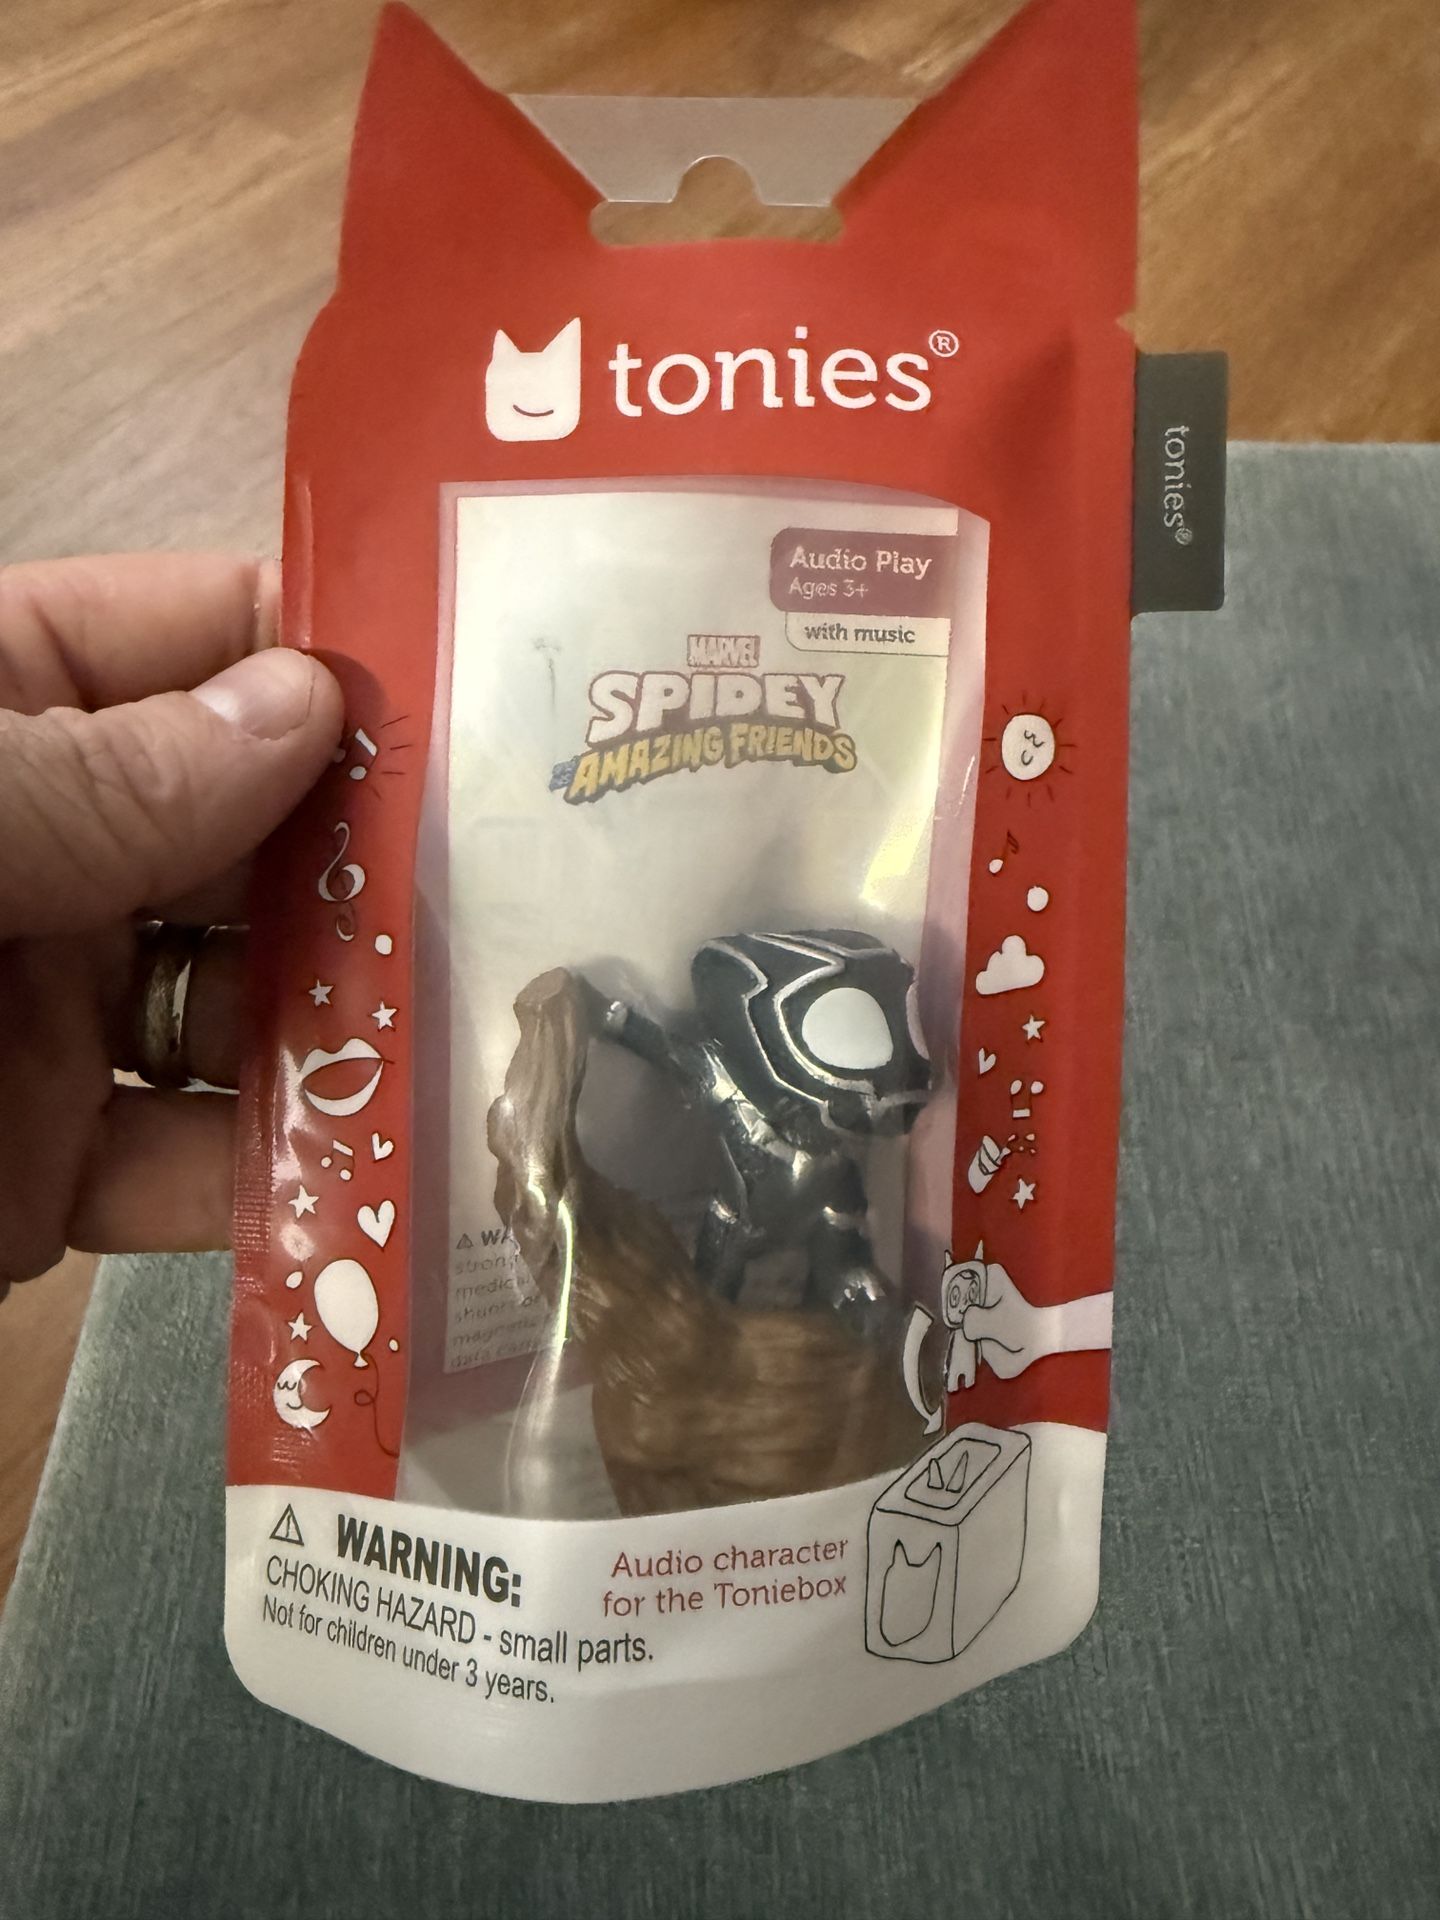 tonies®
tonies®
Audio Play
Ages 3+
with music
MARVEL
SPIDEY
AMAZING FRIENDS
⚠ WARNING:
CHOKING HAZARD - small parts.
Not for children under 3 years.
Audio character
for the Toniebox